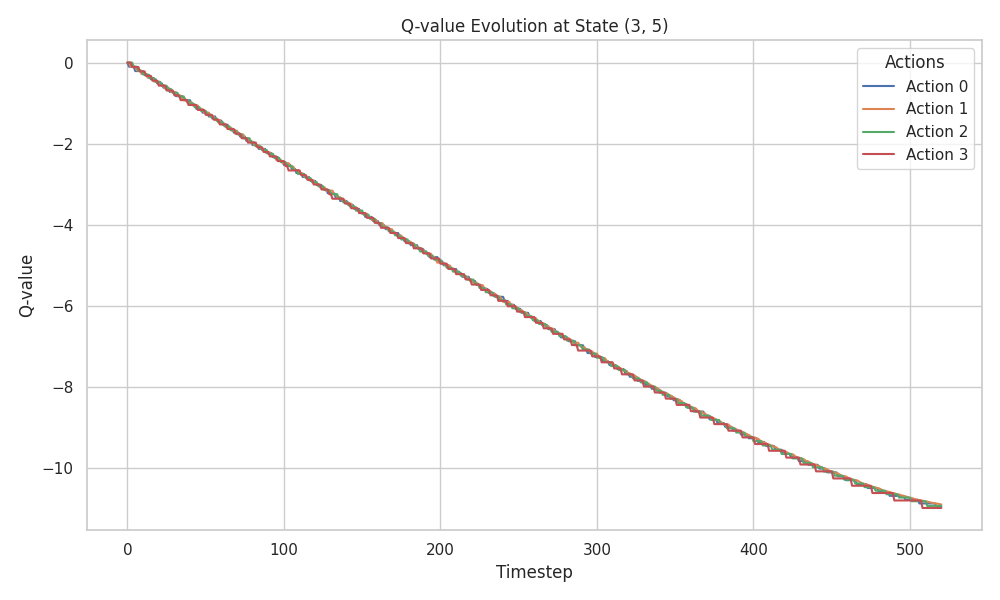 Q-value Evolution at State (3, 5)
Actions
Action 0
Action 1
Action 2
Action 3
Q-value
0
−2
−4
−6
−8
−10
0 100 200 300 400 500
Timestep